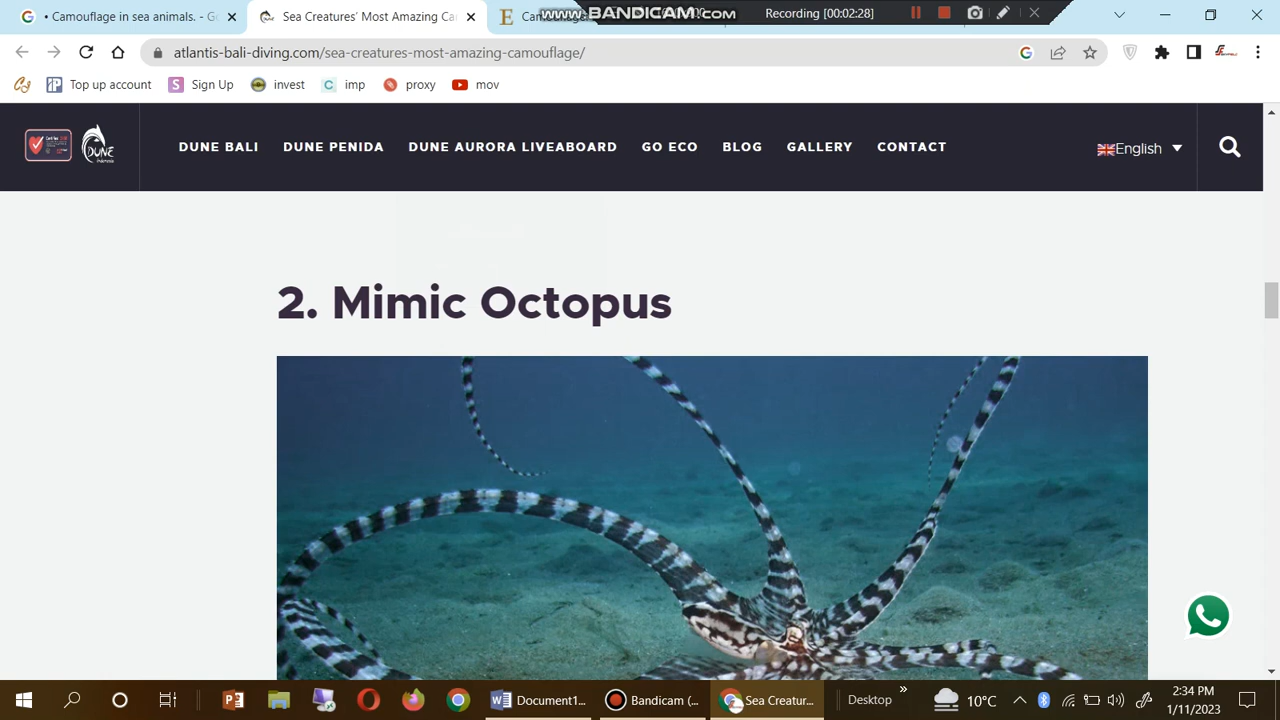 • Camouflage in sea animals. - G
Sea Creatures' Most Amazing Ca
Cam
WWW.BANDICAM.COM
Recording [00:02:28]
atlantis-bali-diving.com/sea-creatures-most-amazing-camouflage/
Top up account
Sign Up
invest
imp
proxy
mov
DUNE
DUNE BALI
DUNE PENIDA
DUNE AURORA LIVEABOARD
GO ECO
BLOG
GALLERY
CONTACT
English
2. Mimic Octopus
Document1...
Bandicam (...
Sea Creatur...
Desktop
10°C
2:34 PM
1/11/2023